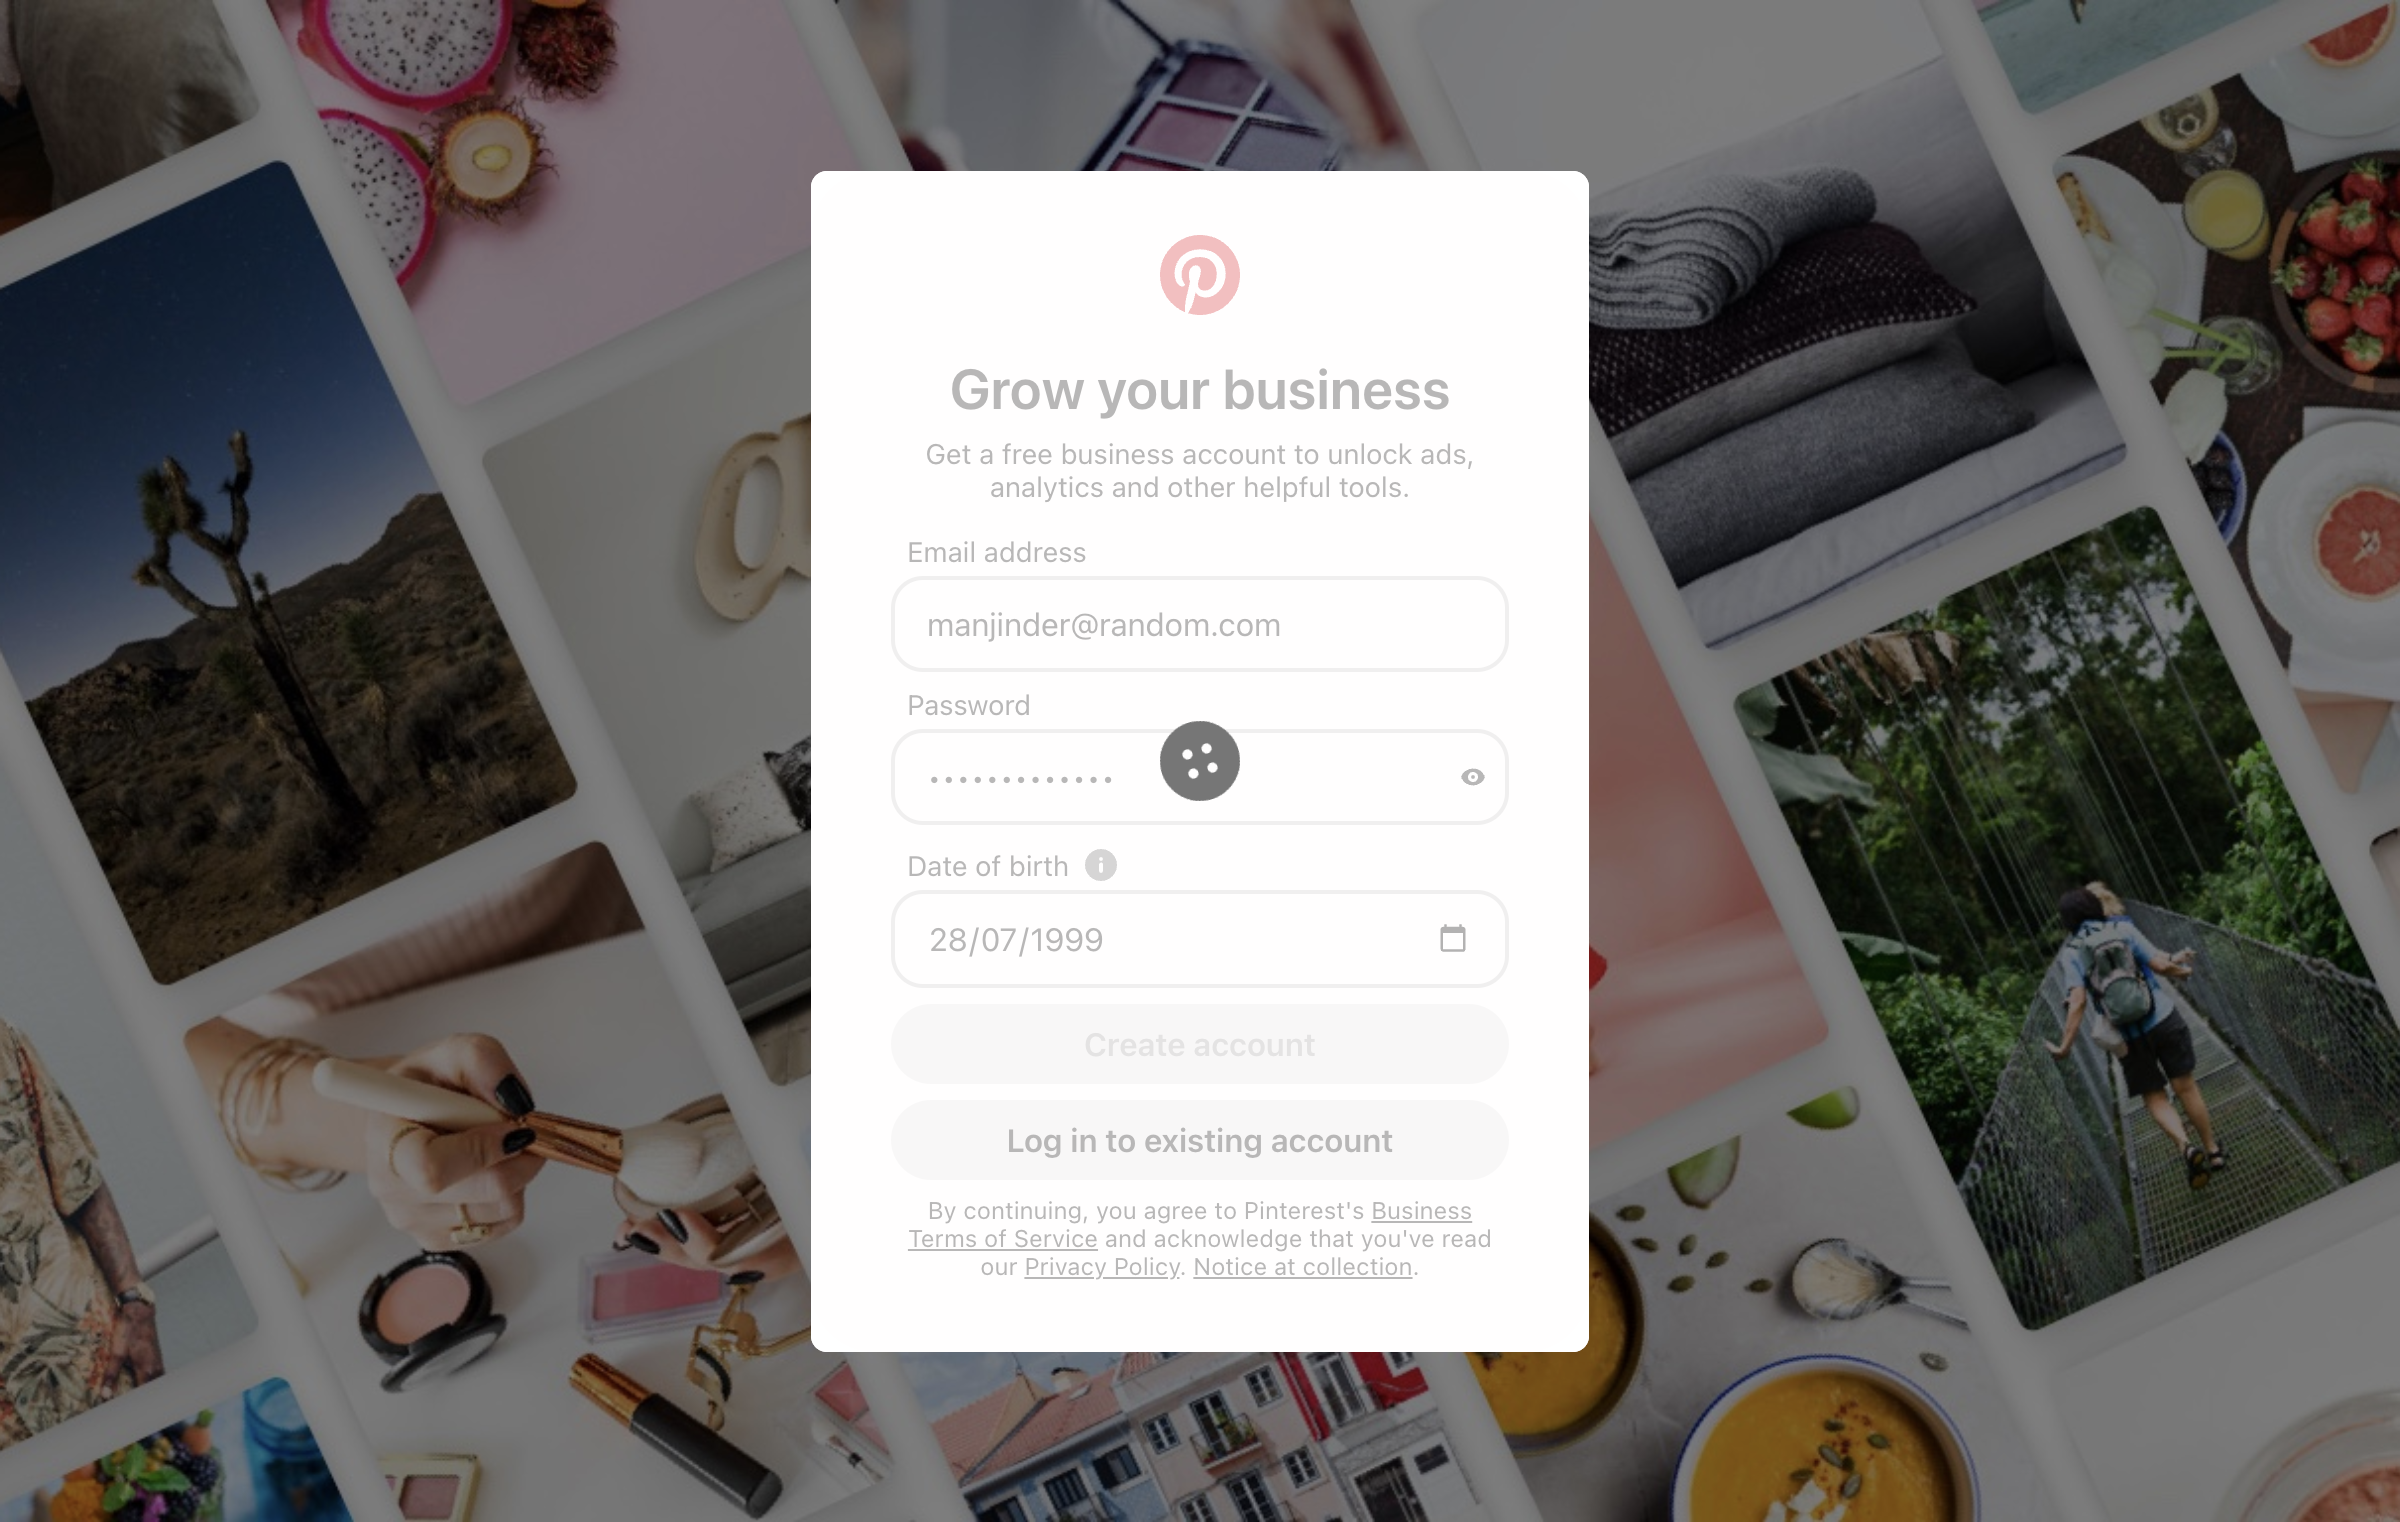 Grow your business
Get a free business account to unlock ads,
analytics and other helpful tools.
Email address
manjinder@random.com
Password
•••••••••••••
Date of birth
28/07/1999
Create account
Log in to existing account
By continuing, you agree to Pinterest's Business
Terms of Service and acknowledge that you've read
our Privacy Policy. Notice at collection.